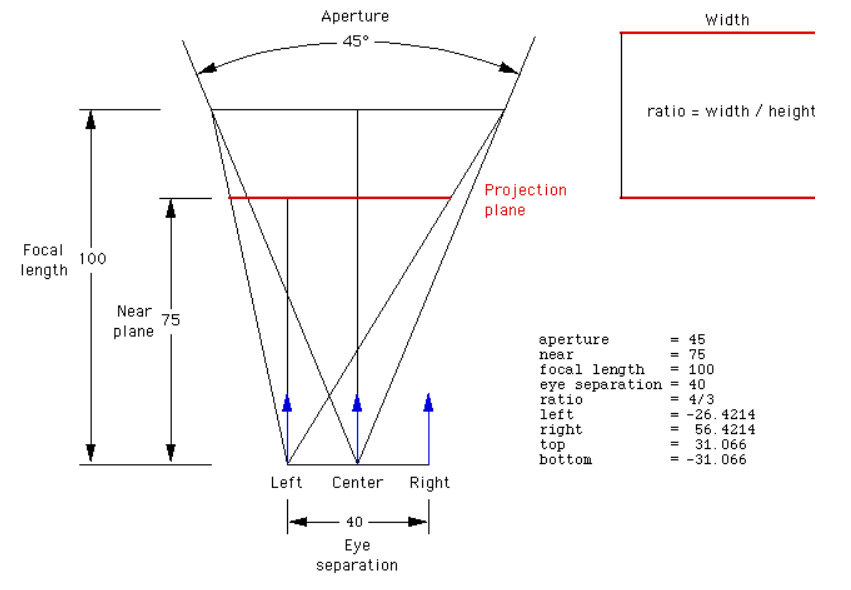 Aperture
45°
Width
ratio = width / height
Projection
plane
Focal
length
100
Near
plane
75
aperture = 45
near = 75
focal length = 100
eye separation = 40
ratio = 4/3
left = -26.4214
right = 56.4214
top = 31.066
bottom = -31.066
Left Center Right
40
Eye
separation